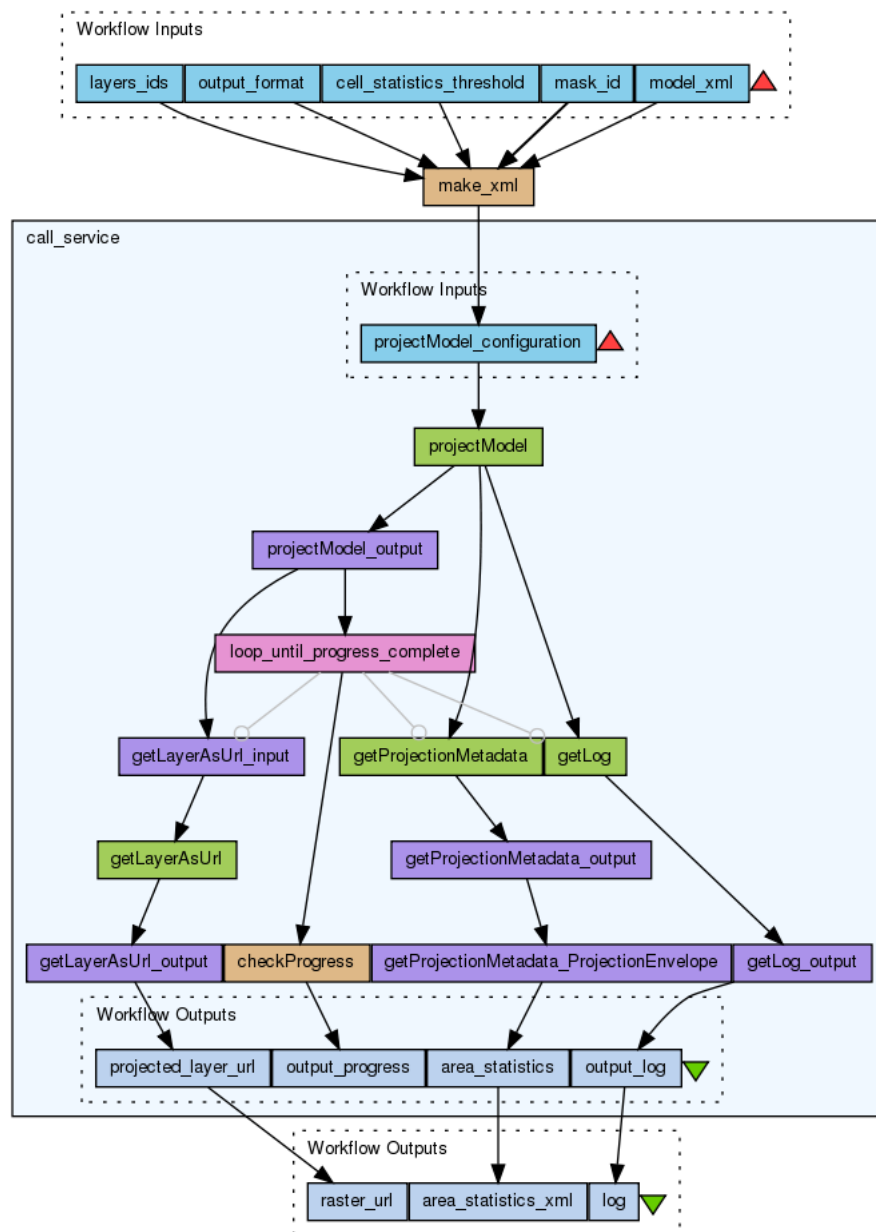 Workflow Inputs
layers_ids output_format cell_statistics_threshold mask_id model_xml
make_xml
call_service
Workflow Inputs
projectModel_configuration
projectModel
projectModel_output
loop_until_progress_complete
getLayerAsUrl_input getProjectionMetadata getLog
getLayerAsUrl getProjectionMetadata_output
getLayerAsUrl_output checkProgress getProjectionMetadata_ProjectionEnvelope getLog_output
Workflow Outputs
projected_layer_url output_progress area_statistics output_log
Workflow Outputs
raster_url area_statistics_xml log